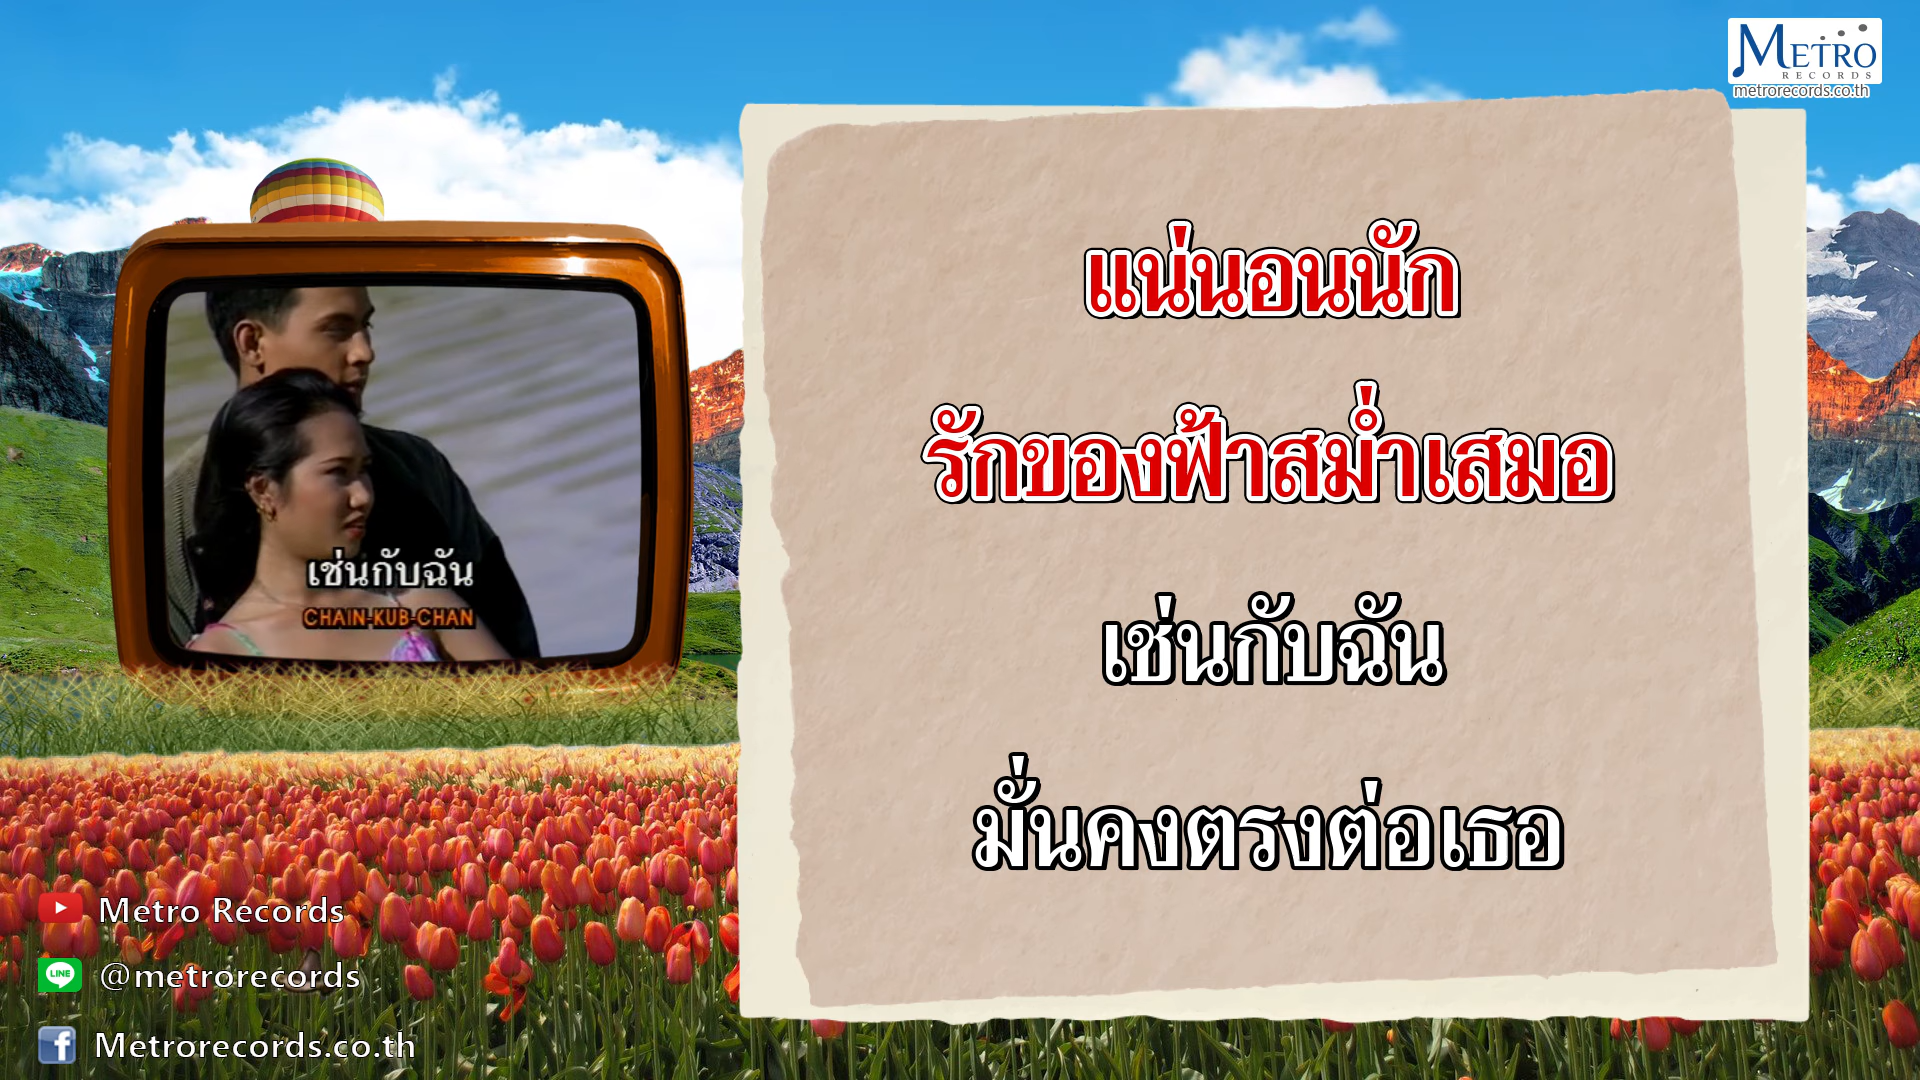 METRO
RECORDS
metrorecords.co.th
แน่นอนนัก
รักของฟ้าสม่ำเสมอ
เช่นกับฉัน
มั่นคงตรงต่อเธอ
เช่นกับฉัน
CHAIN-KUB-CHAN
Metro Records
LINE @metrorecords
f Metrorecords.co.th